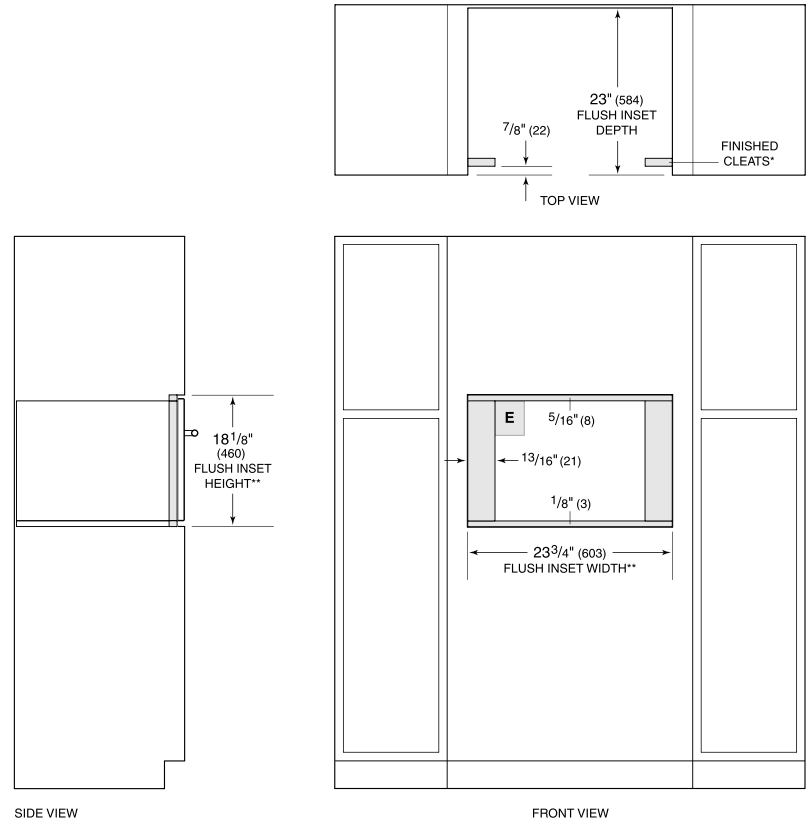 23" (584)
FLUSH INSET
DEPTH
7/8" (22)
FINISHED
CLEATS*
TOP VIEW
18 1/8"
(460)
FLUSH INSET
HEIGHT**
E
5/16" (8)
13/16" (21)
1/8" (3)
23 3/4" (603)
FLUSH INSET WIDTH**
SIDE VIEW
FRONT VIEW